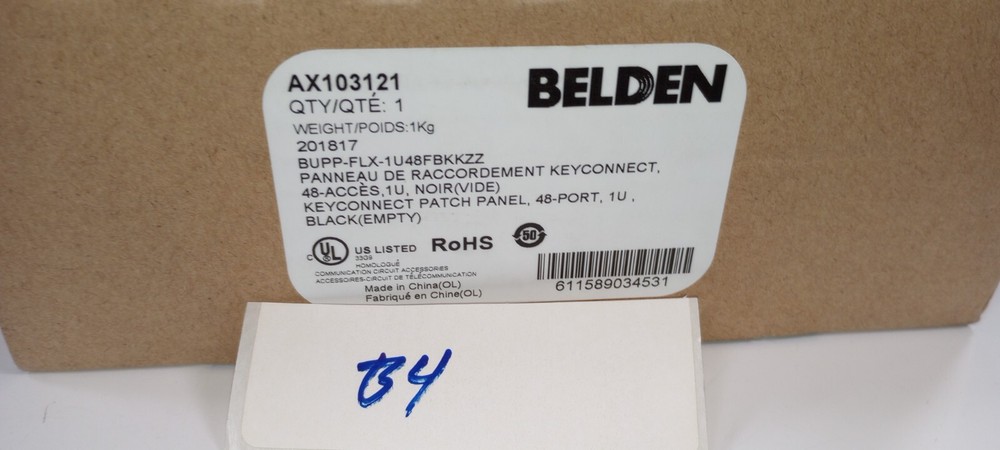 AX103121
BELDEN
QTY/QTÉ: 1
WEIGHT/POIDS:1Kg
201817
BUPP-FLX-1U48FBKKZZ
PANNEAU DE RACCORDEMENT KEYCONNECT,
48-ACCÈS,1U, NOIR(VIDE)
KEYCONNECT PATCH PANEL, 48-PORT, 1U ,
BLACK(EMPTY)
C UL US LISTED RoHS 50
33G9
HOMOLOGUÉ
COMMUNICATION CIRCUIT ACCESSORIES
ACCESSOIRES-CIRCUIT DE TÉLÉCOMMUNICATION
Made in China(OL)
Fabriqué en Chine(OL)
611589034531
B4